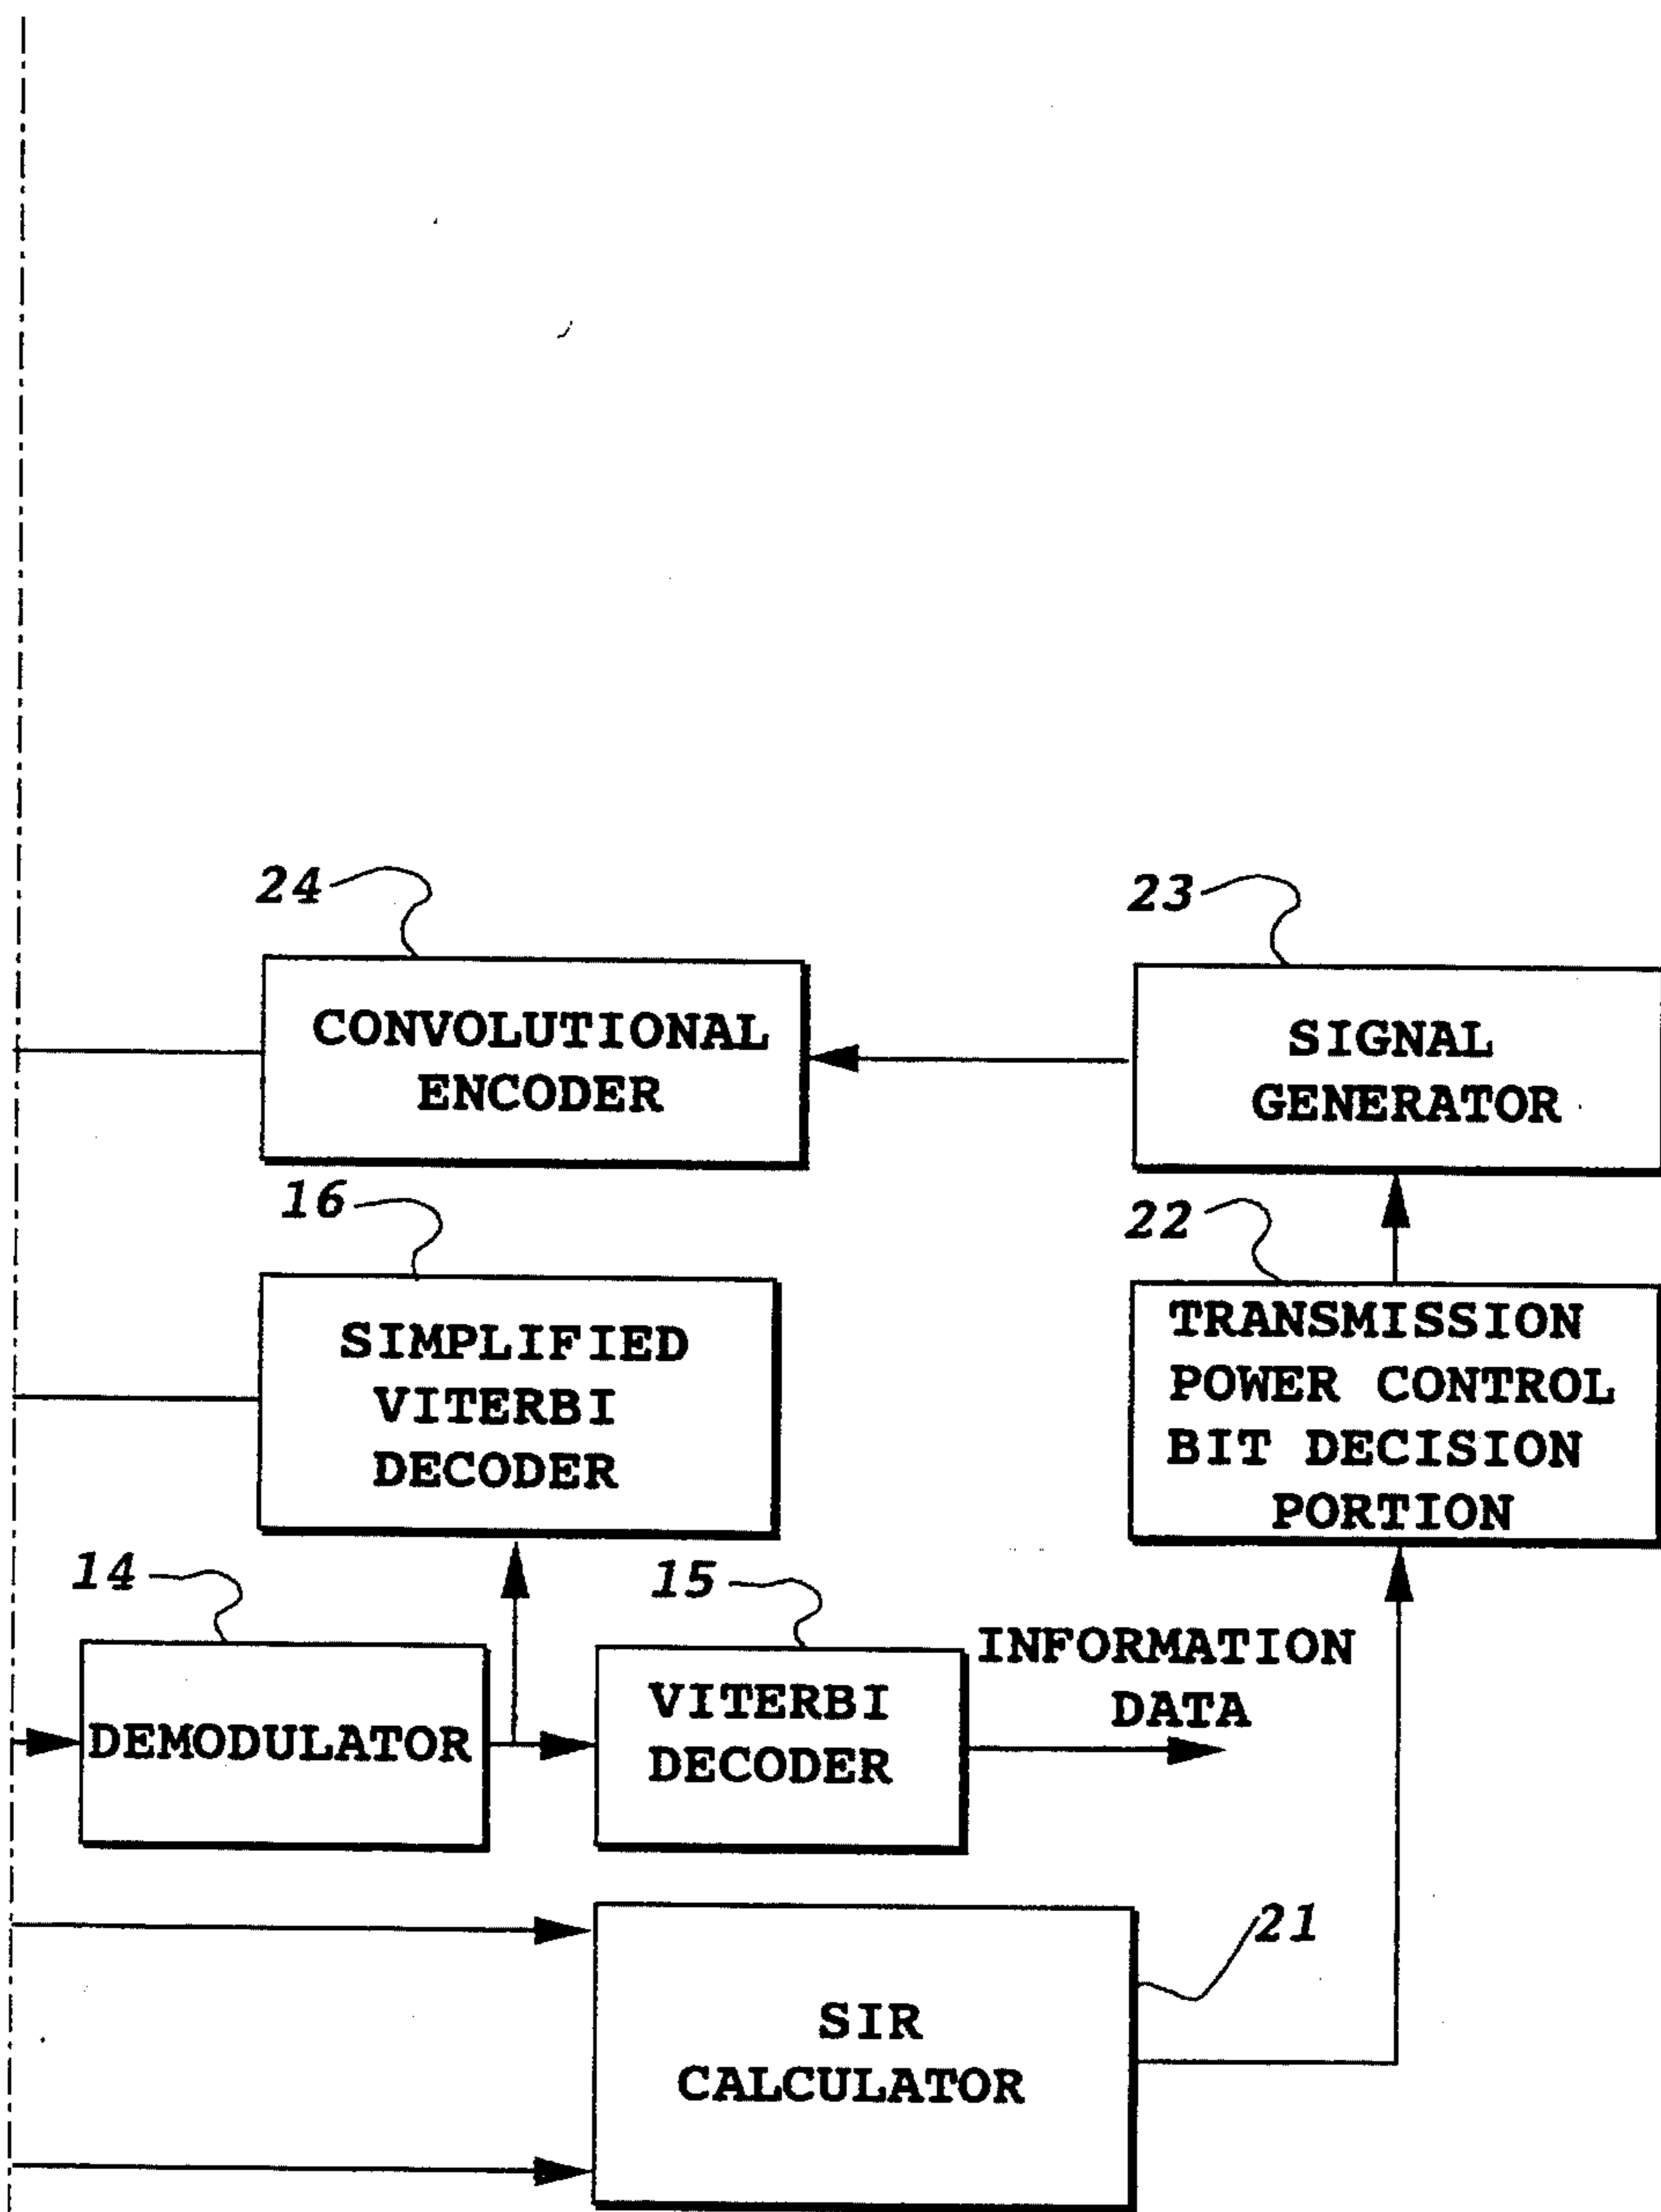 24
CONVOLUTIONAL
ENCODER
23
SIGNAL
GENERATOR
16
SIMPLIFIED
VITERBI
DECODER
22
TRANSMISSION
POWER CONTROL
BIT DECISION
PORTION
14
DEMODULATOR
15
VITERBI
DECODER
INFORMATION
DATA
21
SIR
CALCULATOR